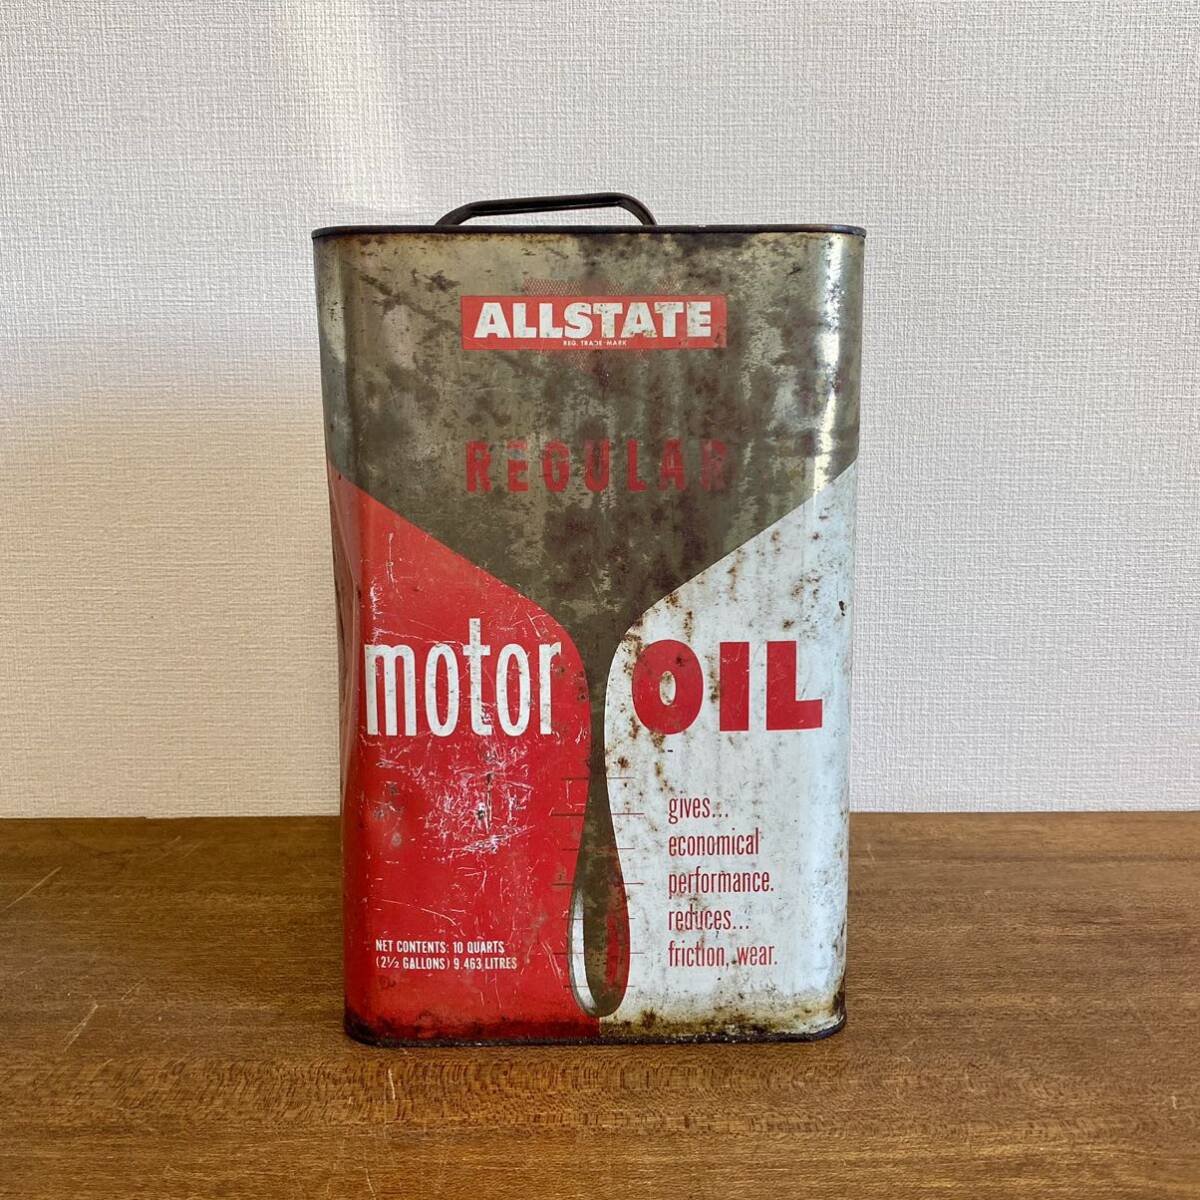 ALLSTATE
REG. TRADE-MARK
REGULAR
motor OIL
gives...
economical
performance.
reduces...
friction, wear.
NET CONTENTS: 10 QUARTS
(2½ GALLONS) 9.463 LITRES